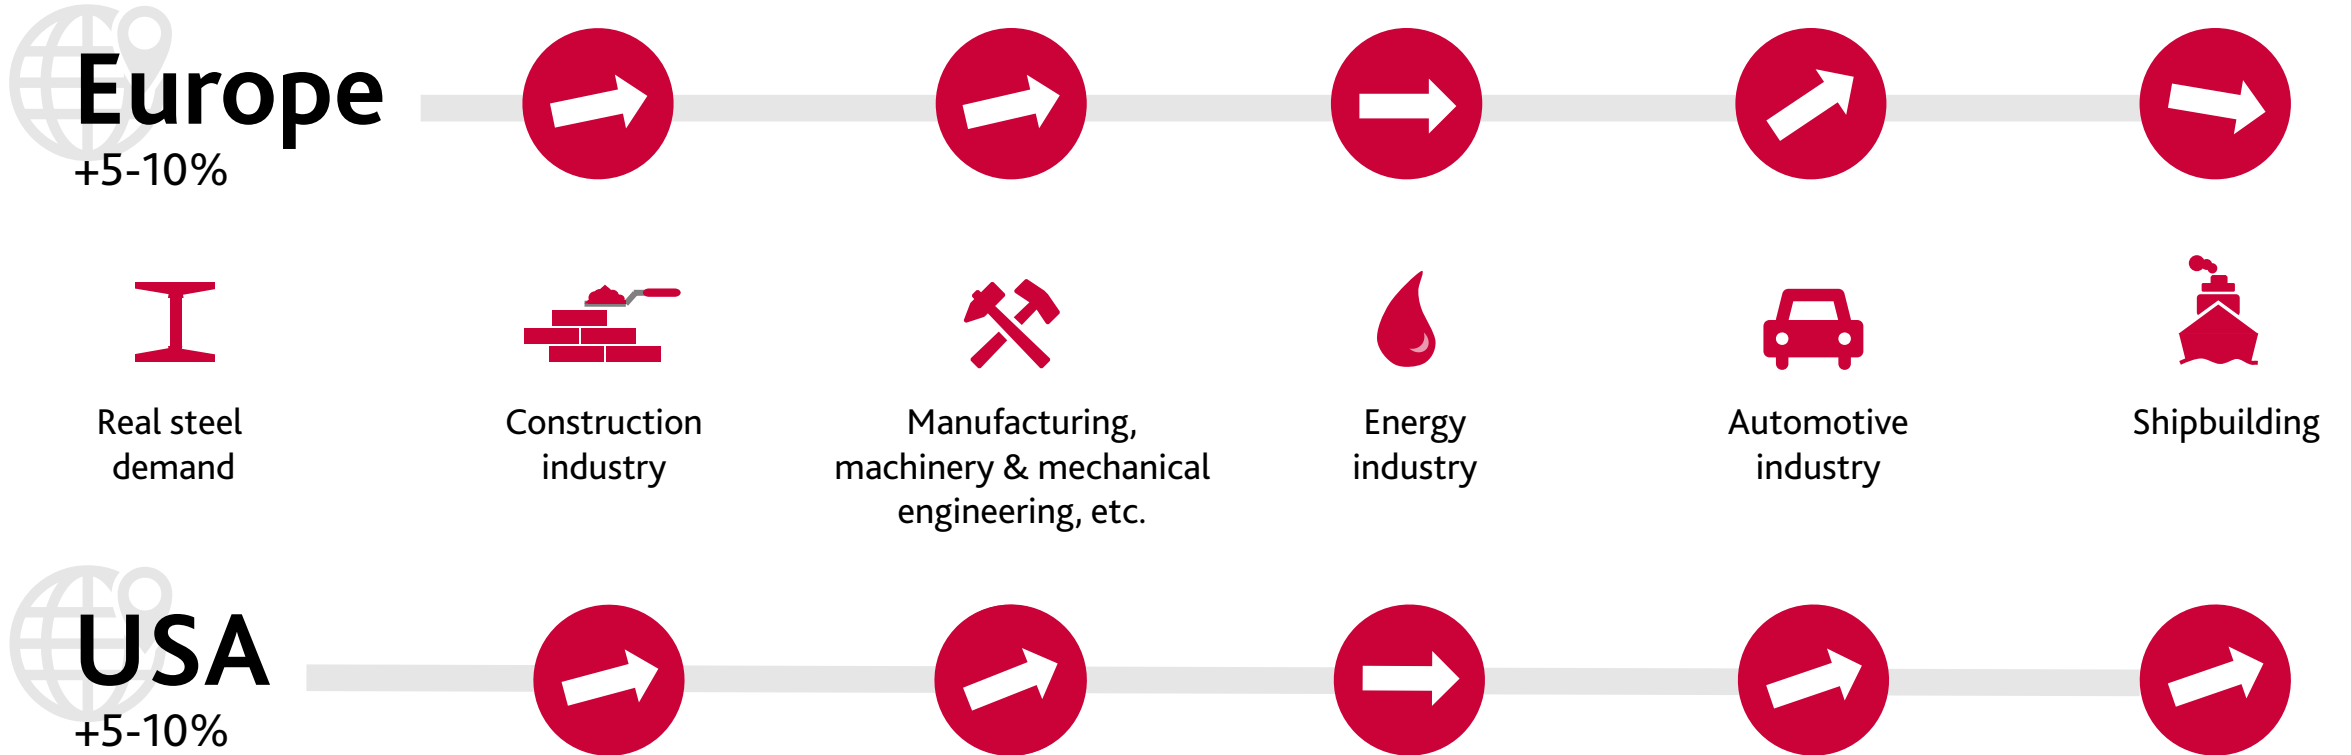 Europe
+5-10%
Real steel
demand
Construction
industry
Manufacturing,
machinery & mechanical
engineering, etc.
Energy
industry
Automotive
industry
Shipbuilding
USA
+5-10%